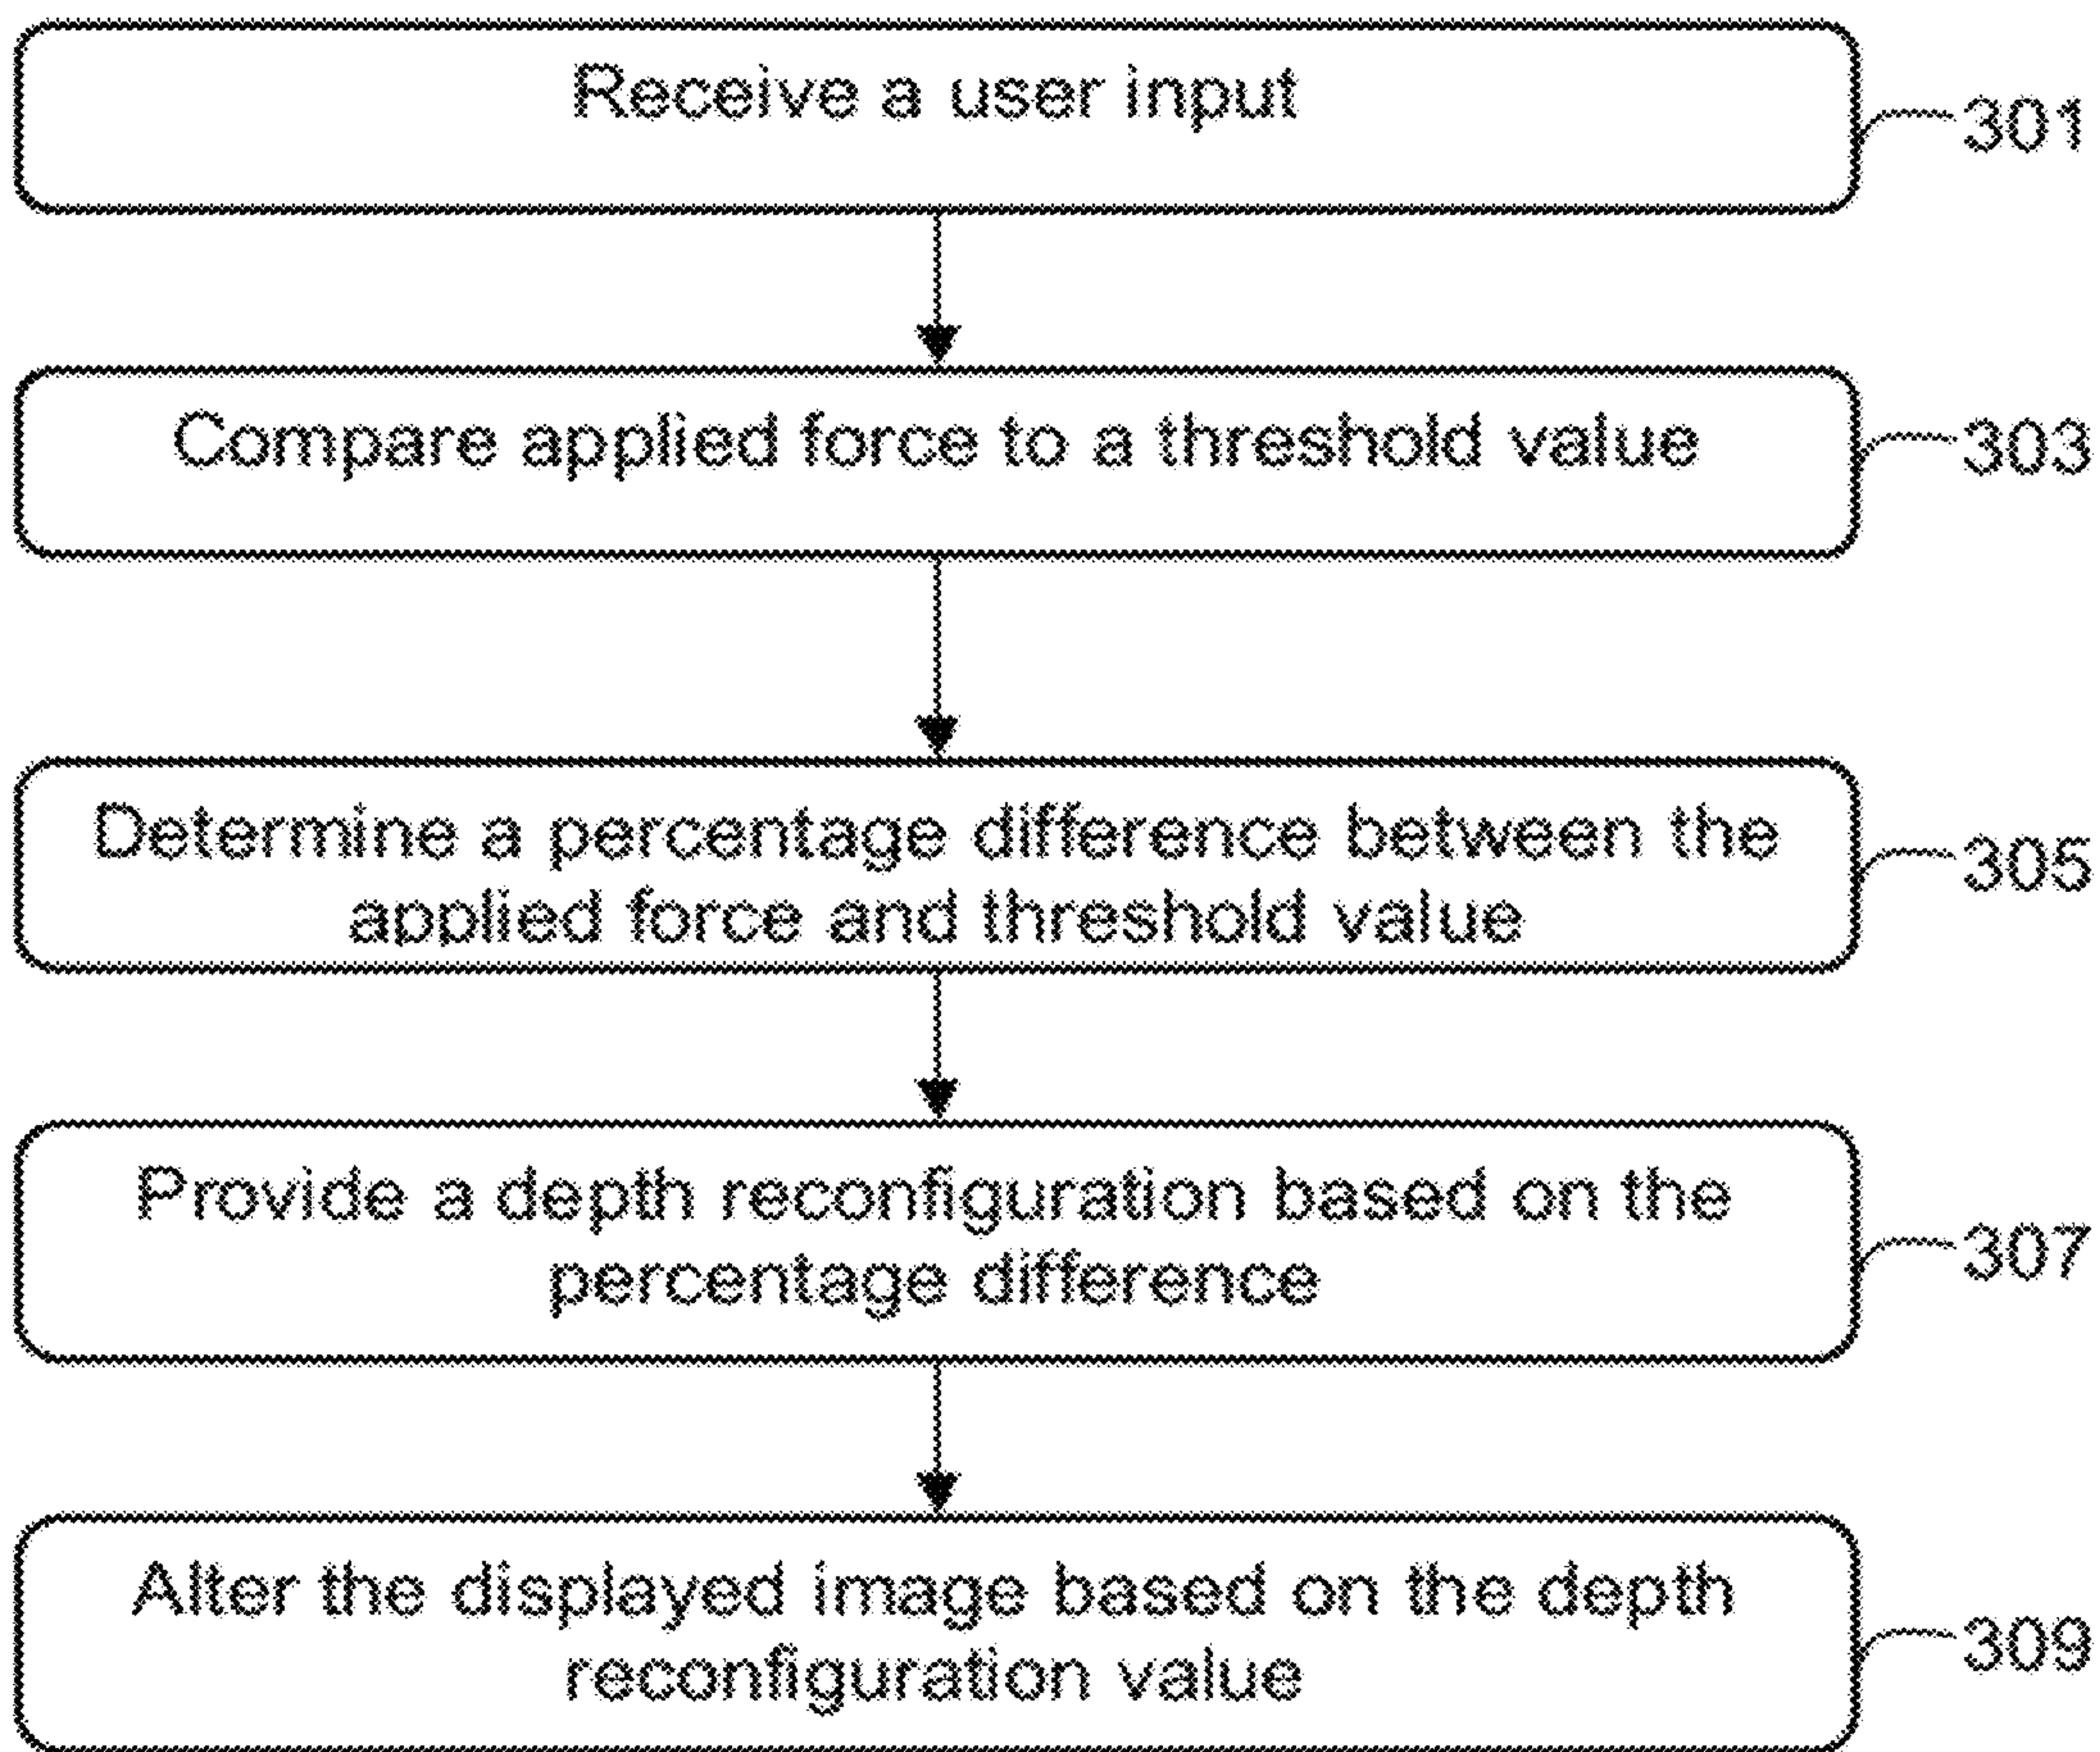 Receive a user input
301
Compare applied force to a threshold value
303
Determine a percentage difference between the
applied force and threshold value
305
Provide a depth reconfiguration based on the
percentage difference
307
Alter the displayed image based on the depth
reconfiguration value
309